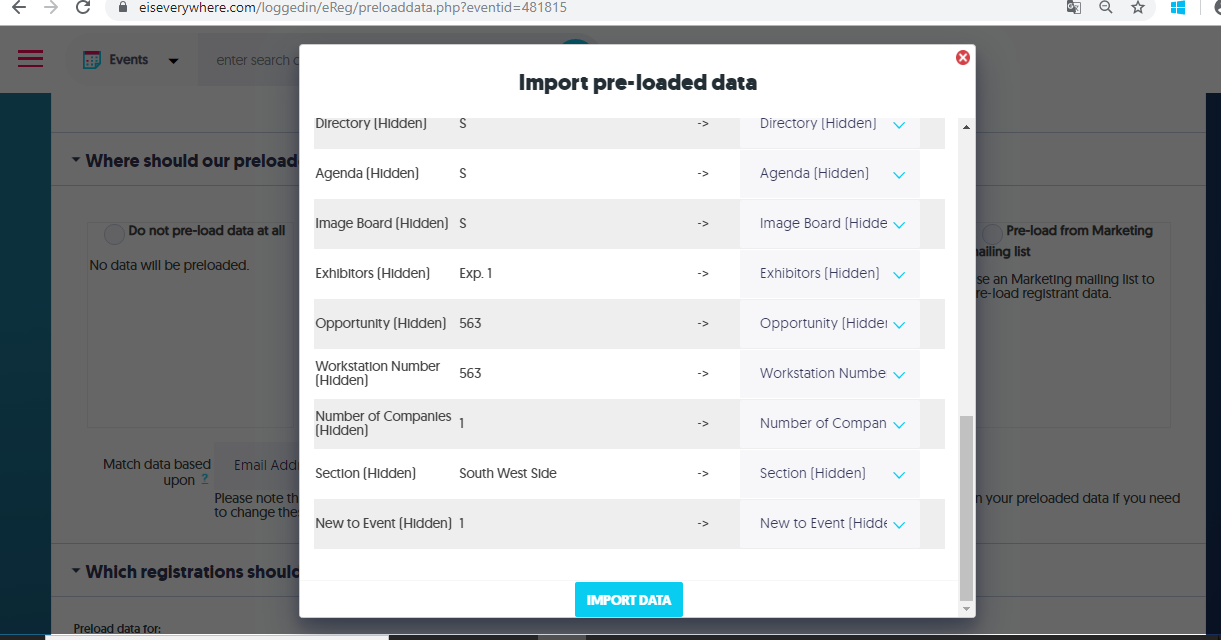 eiseverywhere.com/loggedin/eReg/preloaddata.php?eventid=481815
Events
enter search c
Import pre-loaded data
Directory (Hidden) S -> Directory (Hidden)
Agenda (Hidden) S -> Agenda (Hidden)
Image Board (Hidden) S -> Image Board (Hidde
Exhibitors (Hidden) Exp. 1 -> Exhibitors (Hidden)
Opportunity (Hidden) 563 -> Opportunity (Hidder
Workstation Number
(Hidden) 563 -> Workstation Numbe
Number of Companies
(Hidden) 1 -> Number of Compan
Section (Hidden) South West Side -> Section (Hidden)
New to Event (Hidden) 1 -> New to Event (Hidde
IMPORT DATA
Where should our preload
Do not pre-load data at all
No data will be preloaded.
Pre-load from Marketing
ailing list
se an Marketing mailing list to
re-load registrant data.
Match data based
upon ?
Email Addr
Please note th
to change the
n your preloaded data if you need
Which registrations should
Preload data for: